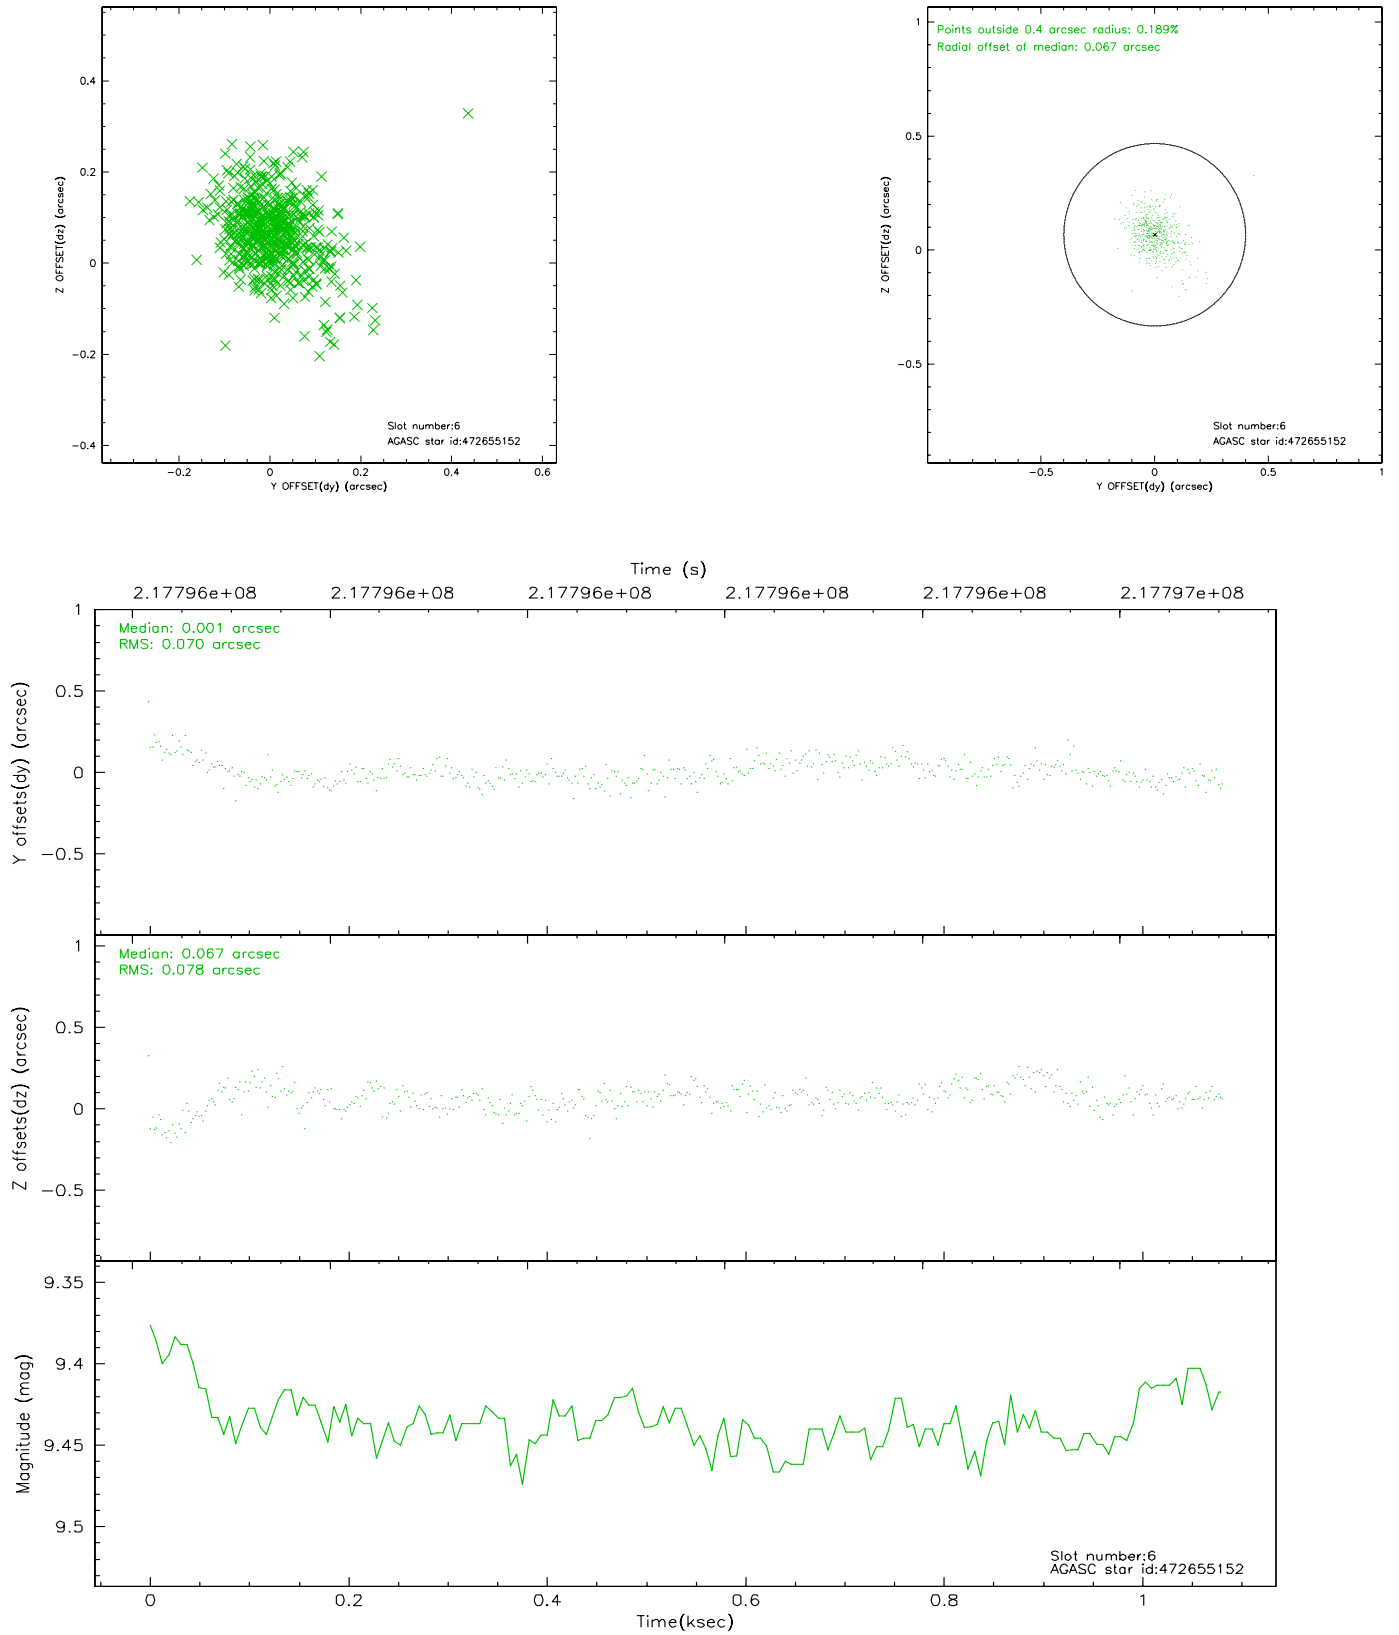 0.4
0.2
0
−0.2
−0.4
Z OFFSET(dz) (arcsec)
Slot number:6
AGASC star id:472655152
−0.2 0 0.2 0.4 0.6
Y OFFSET(dy) (arcsec)
Points outside 0.4 arcsec radius: 0.189%
Radial offset of median: 0.067 arcsec
1
0.5
0
−0.5
Z OFFSET(dz) (arcsec)
Slot number:6
AGASC star id:472655152
−0.5 0 0.5 1
Y OFFSET(dy) (arcsec)
Time (s)
2.17796e+08 2.17796e+08 2.17796e+08 2.17796e+08 2.17796e+08 2.17797e+08
Median: 0.001 arcsec
RMS: 0.070 arcsec
1
0.5
0
−0.5
Y offsets(dy) (arcsec)
Median: 0.067 arcsec
RMS: 0.078 arcsec
1
0.5
0
−0.5
Z offsets(dz) (arcsec)
9.35
9.4
9.45
9.5
Magnitude (mag)
Slot number:6
AGASC star id:472655152
0 0.2 0.4 0.6 0.8 1
Time(ksec)